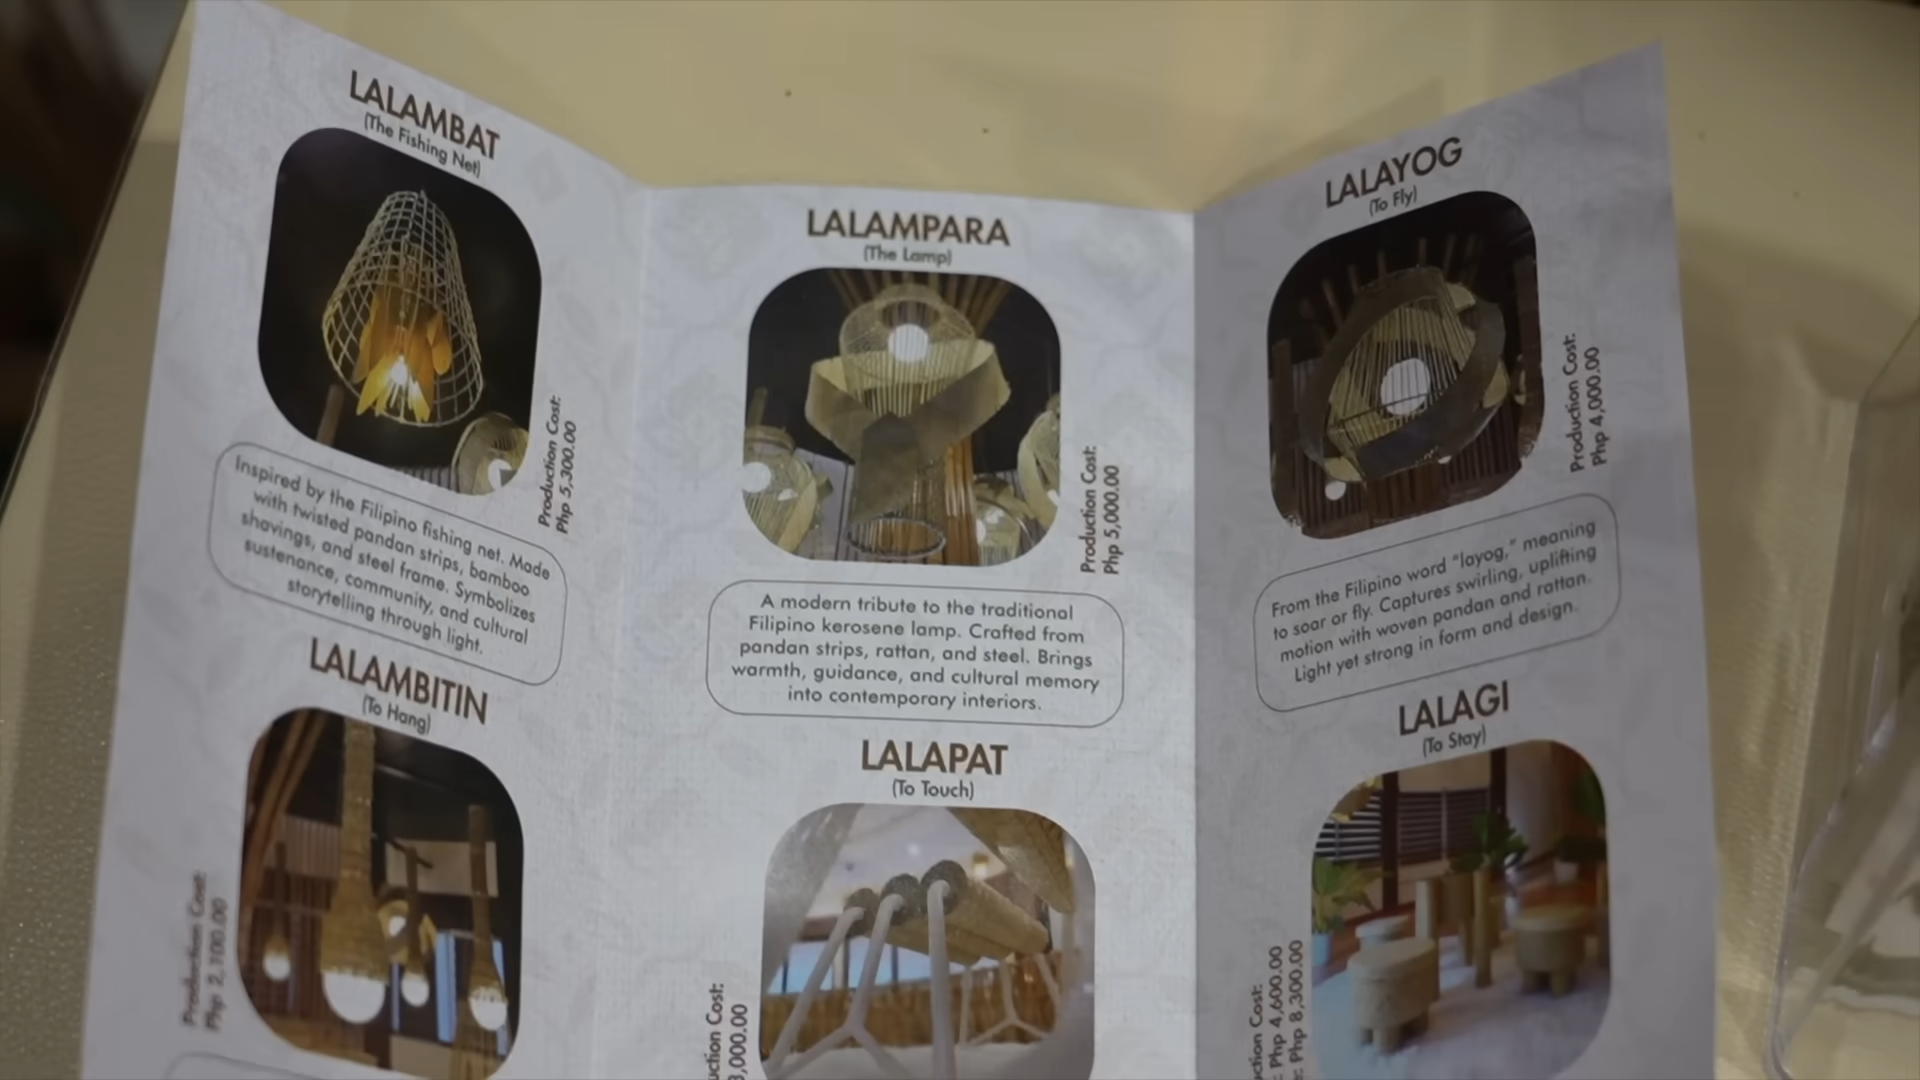 LALAMBAT
(The Fishing Net)
Production Cost:
Php 5,300.00
Inspired by the Filipino fishing net. Made
with twisted pandan strips, bamboo
shavings, and steel frame. Symbolizes
sustenance, community, and cultural
storytelling through light.
LALAMBITIN
(To Hang)
Production Cost:
Php 2,100.00
LALAMPARA
(The Lamp)
Production Cost:
Php 5,000.00
A modern tribute to the traditional
Filipino kerosene lamp. Crafted from
pandan strips, rattan, and steel. Brings
warmth, guidance, and cultural memory
into contemporary interiors.
LALAPAT
(To Touch)
Cost:
LALAYOG
(To Fly)
Production Cost:
Php 4,000.00
From the Filipino word "layog," meaning
to soar or fly. Captures swirling, uplifting
motion with woven pandan and rattan.
Light yet strong in form and design.
LALAGI
(To Stay)
Cost:
Php 4,600.00
Php 8,300.00